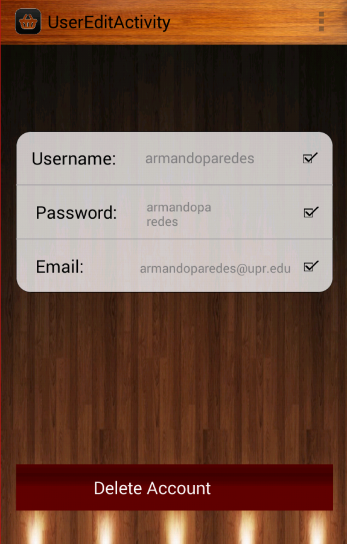 UserEditActivity
Username: armandoparedes
Password: armandopa
redes
Email: armandoparedes@upr.edu
Delete Account